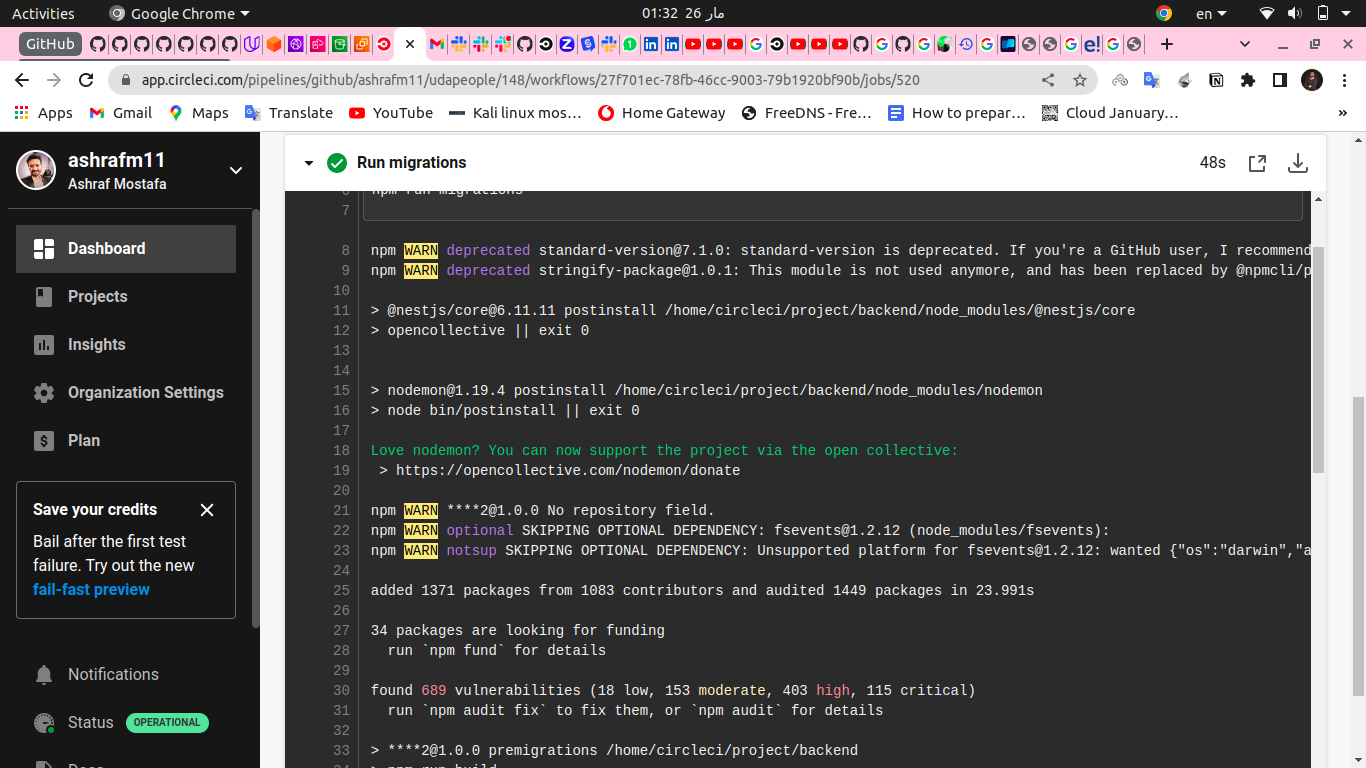 Activities
Google Chrome
01:32 26 مار
en
GitHub
app.circleci.com/pipelines/github/ashrafm11/udapeople/148/workflows/27f701ec-78fb-46cc-9003-79b1920bf90b/jobs/520
Apps
Gmail
Maps
Translate
YouTube
Kali linux mos…
Home Gateway
FreeDNS - Fre…
How to prepar…
Cloud January…
»
ashrafm11
Ashraf Mostafa
Dashboard
Projects
Insights
Organization Settings
Plan
Save your credits
Bail after the first test
failure. Try out the new
fail-fast preview
Notifications
Status OPERATIONAL
Docs
Run migrations
48s
6 npm run migrations
7
8 npm WARN deprecated standard-version@7.1.0: standard-version is deprecated. If you're a GitHub user, I recommend
9 npm WARN deprecated stringify-package@1.0.1: This module is not used anymore, and has been replaced by @npmcli/p
10
11 > @nestjs/core@6.11.11 postinstall /home/circleci/project/backend/node_modules/@nestjs/core
12 > opencollective || exit 0
13
14
15 > nodemon@1.19.4 postinstall /home/circleci/project/backend/node_modules/nodemon
16 > node bin/postinstall || exit 0
17
18 Love nodemon? You can now support the project via the open collective:
19 > https://opencollective.com/nodemon/donate
20
21 npm WARN ****2@1.0.0 No repository field.
22 npm WARN optional SKIPPING OPTIONAL DEPENDENCY: fsevents@1.2.12 (node_modules/fsevents):
23 npm WARN notsup SKIPPING OPTIONAL DEPENDENCY: Unsupported platform for fsevents@1.2.12: wanted {"os":"darwin","a
24
25 added 1371 packages from 1083 contributors and audited 1449 packages in 23.991s
26
27 34 packages are looking for funding
28 run `npm fund` for details
29
30 found 689 vulnerabilities (18 low, 153 moderate, 403 high, 115 critical)
31 run `npm audit fix` to fix them, or `npm audit` for details
32
33 > ****2@1.0.0 premigrations /home/circleci/project/backend
34 > npm run build